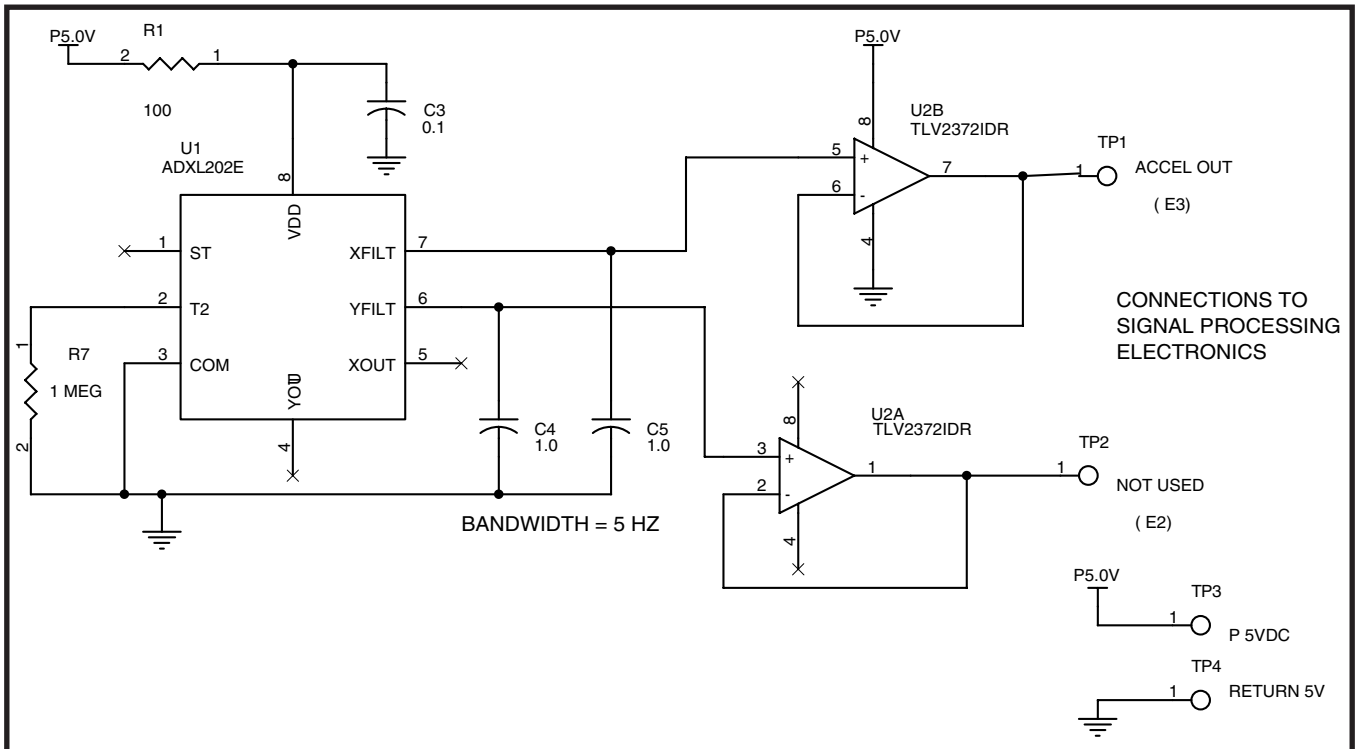 P5.0V
R1
2
1
100
C3
0.1
U1
ADXL202E
8
VDD
1
ST
XFILT
7
2
T2
YFILT
6
3
COM
XOUT
5
4
1
R7
1 MEG
2
C4
1.0
C5
1.0
BANDWIDTH = 5 HZ
P5.0V
8
U2B
TLV2372IDR
5
+
6
-
7
4
TP1
1
ACCEL OUT
( E3)
CONNECTIONS TO
SIGNAL PROCESSING
ELECTRONICS
8
U2A
TLV2372IDR
3
+
2
-
1
4
TP2
1
NOT USED
( E2)
P5.0V
TP3
1
P 5VDC
TP4
1
RETURN 5V